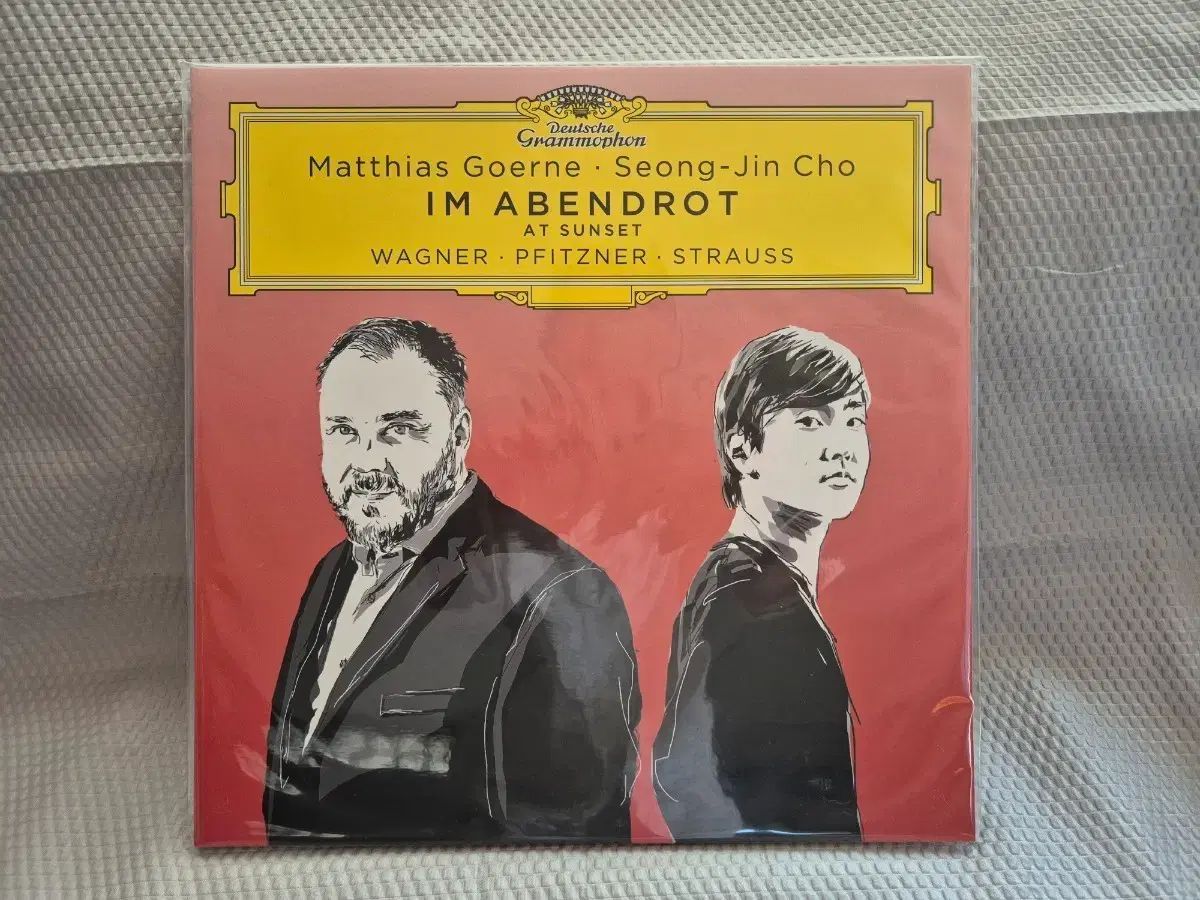 Deutsche
Grammophon
Matthias Goerne · Seong-Jin Cho
IM ABENDROT
AT SUNSET
WAGNER · PFITZNER · STRAUSS